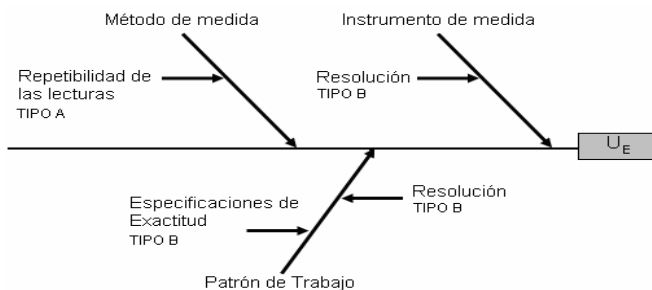 Método de medida
Instrumento de medida
Repetibilidad de
las lecturas
TIPO A
Resolución
TIPO B
U_E
Especificaciones de
Exactitud
TIPO B
Resolución
TIPO B
Patrón de Trabajo